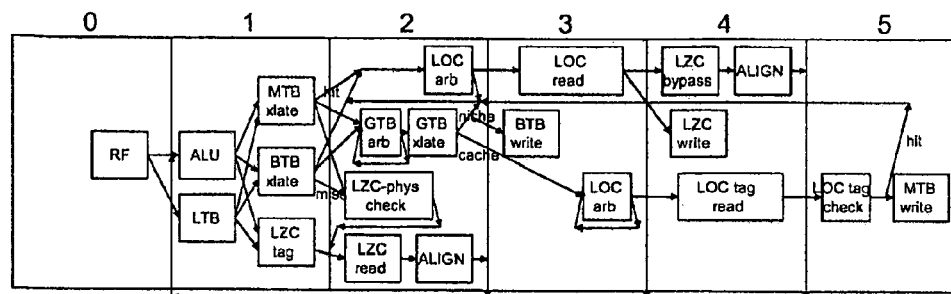 0 1 2 3 4 5
RF
ALU
LTB
MTB
xlate
BTB
xlate
LZC
tag
hit
miss
LOC
arb
GTB
arb
GTB
xlate
LZC-phys
check
LZC
read
ALIGN
niche
cache
LOC
read
BTB
write
LOC
arb
LZC
bypass
ALIGN
LZC
write
LOC tag
read
LOC tag
check
MTB
write
hit